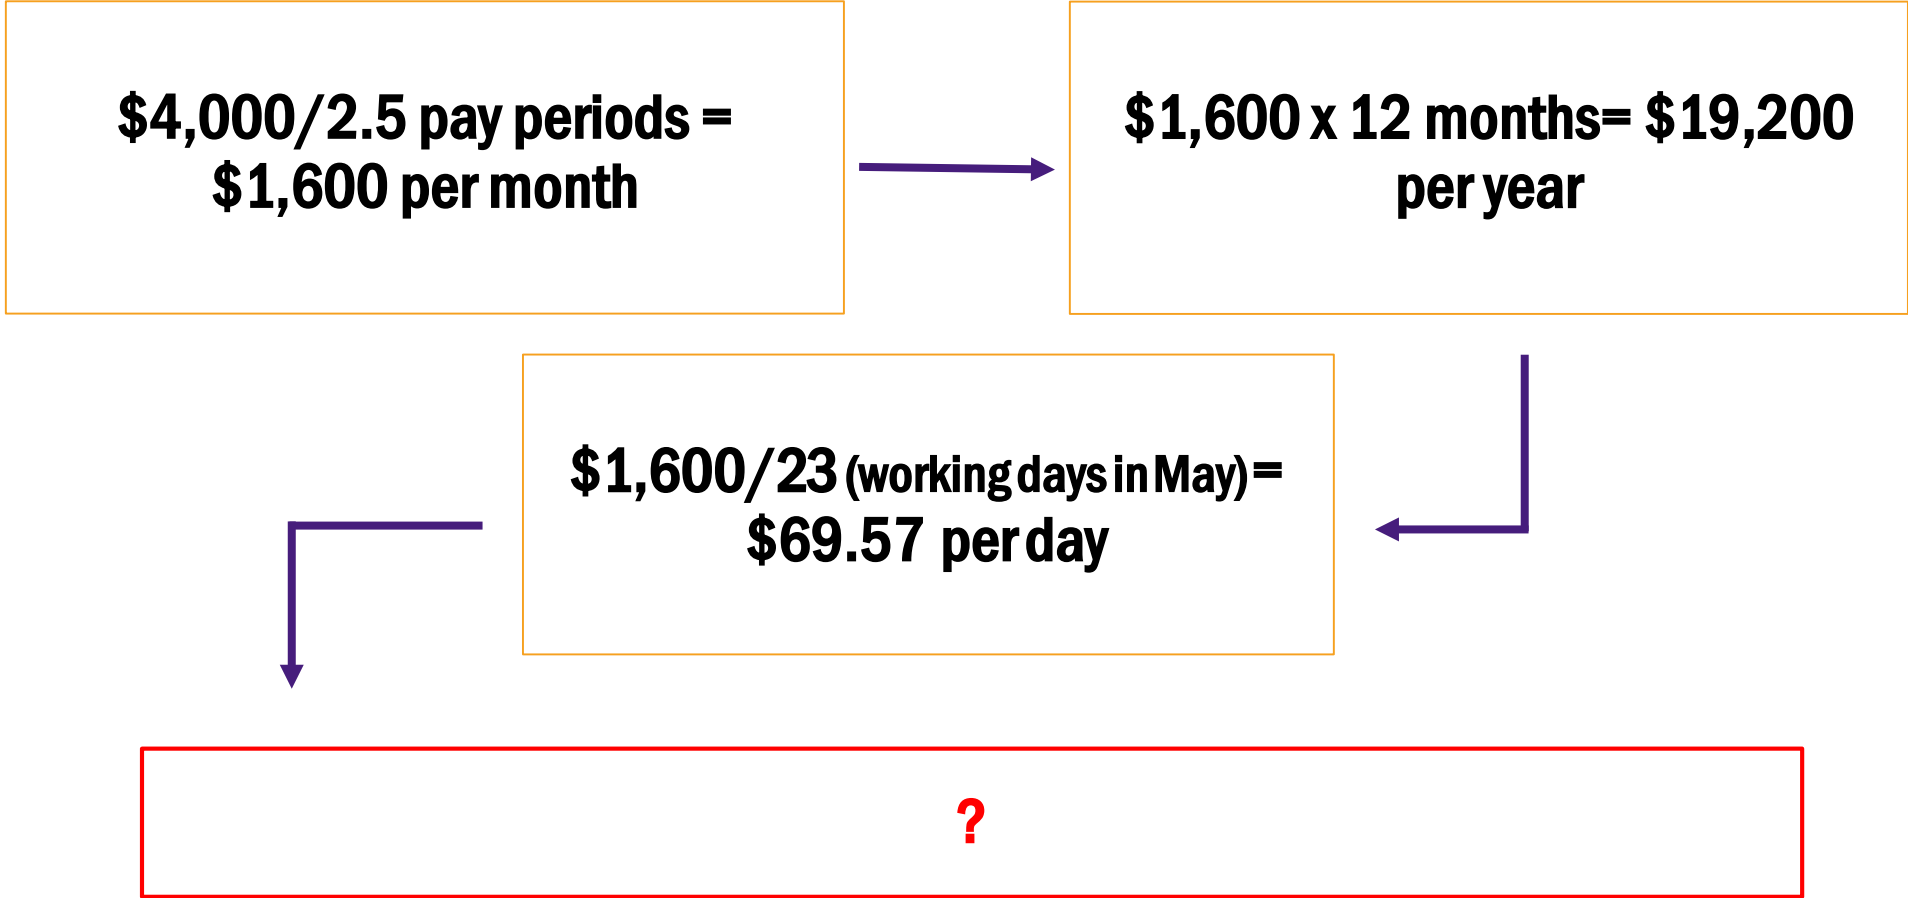 $4,000/2.5 pay periods =
$1,600 per month
$1,600 x 12 months= $19,200
per year
$1,600/23 (working days in May) =
$69.57 per day
?